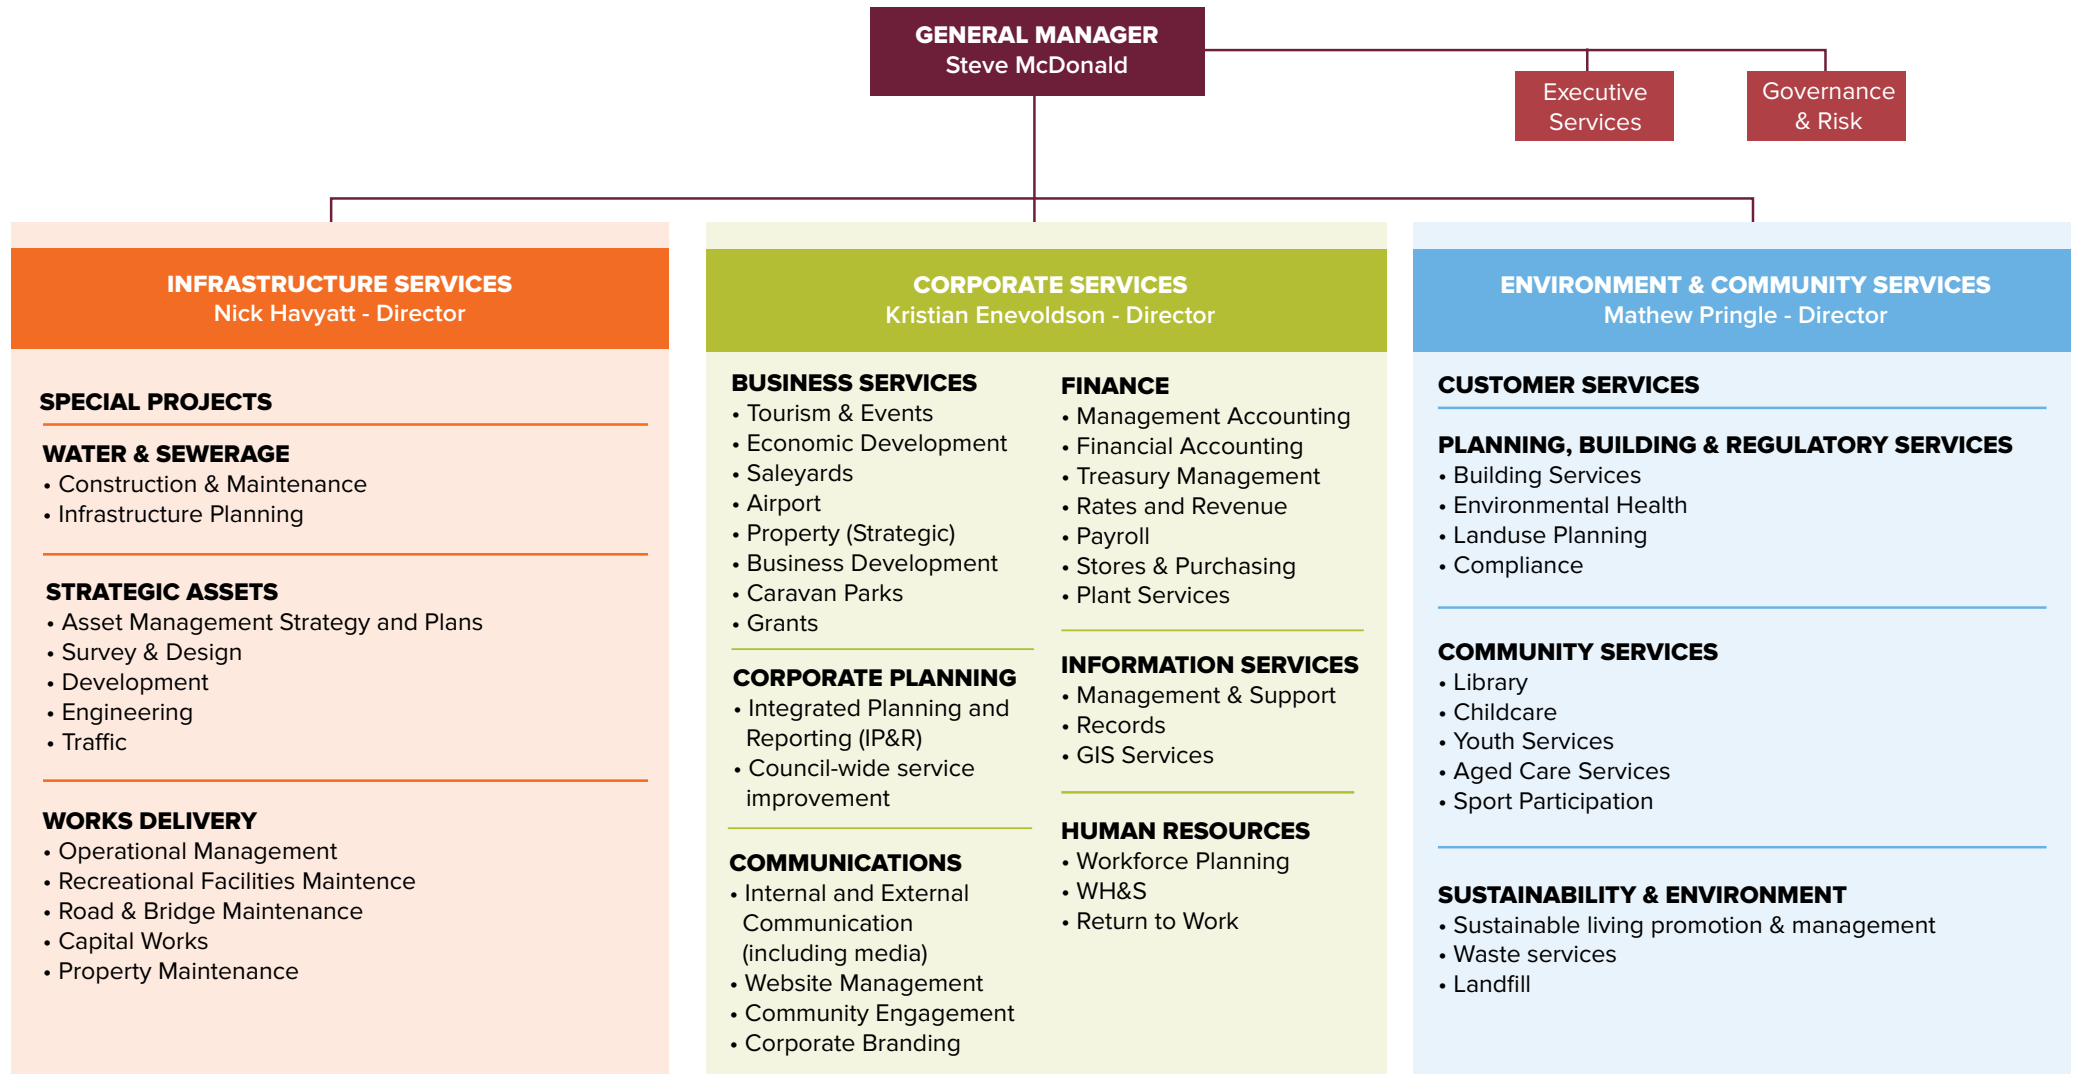 GENERAL MANAGER
Steve McDonald
Executive
Services
Governance
& Risk
INFRASTRUCTURE SERVICES
Nick Havyatt - Director
SPECIAL PROJECTS
WATER & SEWERAGE
• Construction & Maintenance
• Infrastructure Planning
STRATEGIC ASSETS
• Asset Management Strategy and Plans
• Survey & Design
• Development
• Engineering
• Traffic
WORKS DELIVERY
• Operational Management
• Recreational Facilities Maintence
• Road & Bridge Maintenance
• Capital Works
• Property Maintenance
CORPORATE SERVICES
Kristian Enevoldson - Director
BUSINESS SERVICES
• Tourism & Events
• Economic Development
• Saleyards
• Airport
• Property (Strategic)
• Business Development
• Caravan Parks
• Grants
CORPORATE PLANNING
• Integrated Planning and
Reporting (IP&R)
• Council-wide service
improvement
COMMUNICATIONS
• Internal and External
Communication
(including media)
• Website Management
• Community Engagement
• Corporate Branding
FINANCE
• Management Accounting
• Financial Accounting
• Treasury Management
• Rates and Revenue
• Payroll
• Stores & Purchasing
• Plant Services
INFORMATION SERVICES
• Management & Support
• Records
• GIS Services
HUMAN RESOURCES
• Workforce Planning
• WH&S
• Return to Work
ENVIRONMENT & COMMUNITY SERVICES
Mathew Pringle - Director
CUSTOMER SERVICES
PLANNING, BUILDING & REGULATORY SERVICES
• Building Services
• Environmental Health
• Landuse Planning
• Compliance
COMMUNITY SERVICES
• Library
• Childcare
• Youth Services
• Aged Care Services
• Sport Participation
SUSTAINABILITY & ENVIRONMENT
• Sustainable living promotion & management
• Waste services
• Landfill